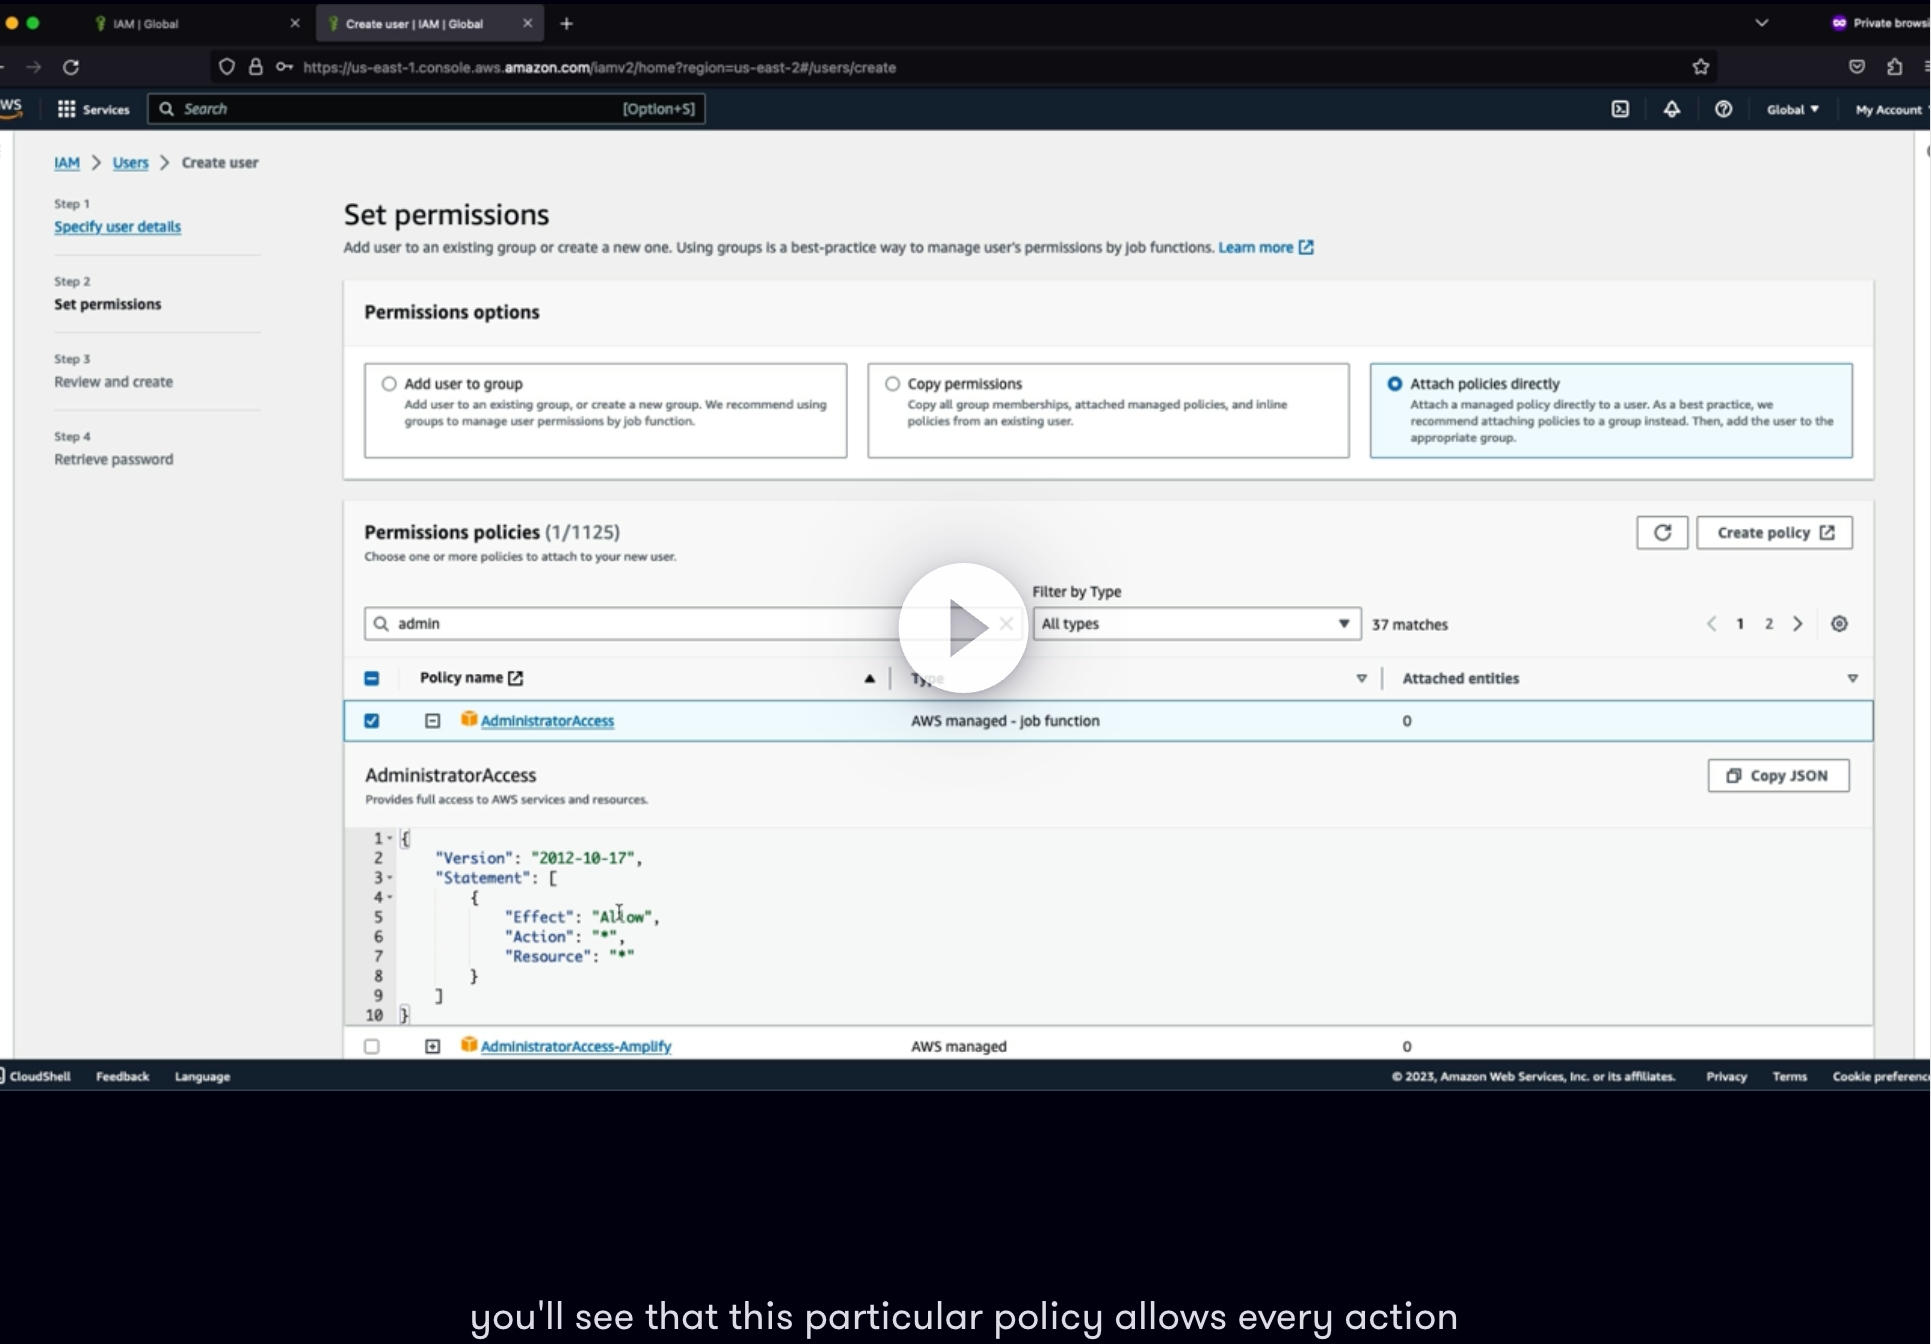 IAM | Global
Create user | IAM | Global
Private
https://us-east-1.console.aws.amazon.com/iamv2/home?region=us-east-2#/users/create
Services
Search
[Option+S]
Global
My Account
IAM > Users > Create user
Step 1
Specify user details
Step 2
Set permissions
Step 3
Review and create
Step 4
Retrieve password
Set permissions
Add user to an existing group or create a new one. Using groups is a best-practice way to manage user's permissions by job functions. Learn more
Permissions options
Add user to group
Add user to an existing group, or create a new group. We recommend using
groups to manage user permissions by job function.
Copy permissions
Copy all group memberships, attached managed policies, and inline
policies from an existing user.
Attach policies directly
Attach a managed policy directly to a user. As a best practice, we
recommend attaching policies to a group instead. Then, add the user to the
appropriate group.
Permissions policies (1/1125)
Choose one or more policies to attach to your new user.
Create policy
Filter by Type
admin
All types
37 matches
1 2
Policy name
Type
Attached entities
AdministratorAccess
AWS managed - job function
0
AdministratorAccess
Provides full access to AWS services and resources.
Copy JSON
1 {
2 "Version": "2012-10-17",
3 "Statement": [
4 {
5 "Effect": "Allow",
6 "Action": "*",
7 "Resource": "*"
8 }
9 ]
10 }
AdministratorAccess-Amplify
AWS managed
0
CloudShell
Feedback
Language
© 2023, Amazon Web Services, Inc. or its affiliates.
Privacy
Terms
Cookie
you'll see that this particular policy allows every action